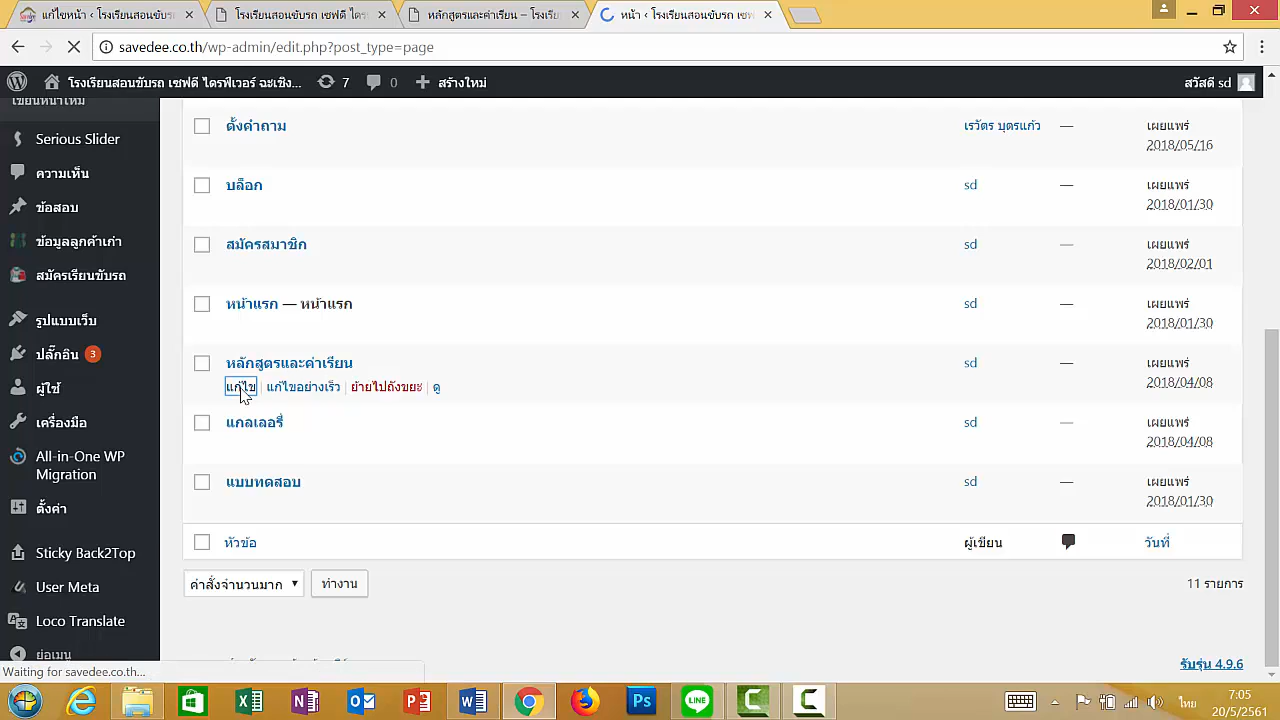 แก้ไขหน้า ‹ โรงเรียนสอนขับร
โรงเรียนสอนขับรถ เซฟดี ไดร
หลักสูตรและค่าเรียน – โรงเรีย
หน้า ‹ โรงเรียนสอนขับรถ เซฟ
savedee.co.th/wp-admin/edit.php?post_type=page
โรงเรียนสอนขับรถ เซฟดี ไดรฟ์เวอร์ ฉะเชิง... 7 0 สร้างใหม่ สวัสดี sd
เขียนหน้าใหม่
Serious Slider
ความเห็น
ข้อสอบ
ข้อมูลลูกค้าเก่า
สมัครเรียนขับรถ
รูปแบบเว็บ
ปลั๊กอิน 3
ผู้ใช้
เครื่องมือ
All-in-One WP
Migration
ตั้งค่า
Sticky Back2Top
User Meta
Loco Translate
ย่อเมนู
ตั้งคำถาม เรวัตร บุตรแก้ว — เผยแพร่
2018/05/16
บล็อก sd — เผยแพร่
2018/01/30
สมัครสมาชิก sd — เผยแพร่
2018/02/01
หน้าแรก — หน้าแรก sd — เผยแพร่
2018/01/30
หลักสูตรและค่าเรียน sd — เผยแพร่
แก้ไข | แก้ไขอย่างเร็ว | ย้ายไปถังขยะ | ดู 2018/04/08
แกลเลอรี่ sd — เผยแพร่
2018/04/08
แบบทดสอบ sd — เผยแพร่
2018/01/30
หัวข้อ ผู้เขียน วันที่
คำสั่งจำนวนมาก ทำงาน 11 รายการ
รับรุ่น 4.9.6
Waiting for savedee.co.th...
ไทย 7:05
20/5/2561